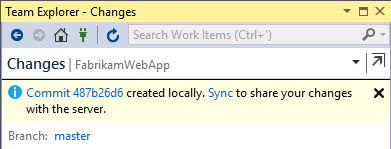 Team Explorer - Changes
Search Work Items (Ctrl+')
Changes | FabrikamWebApp
Commit 487b26d6 created locally. Sync to share your changes
with the server.
Branch: master